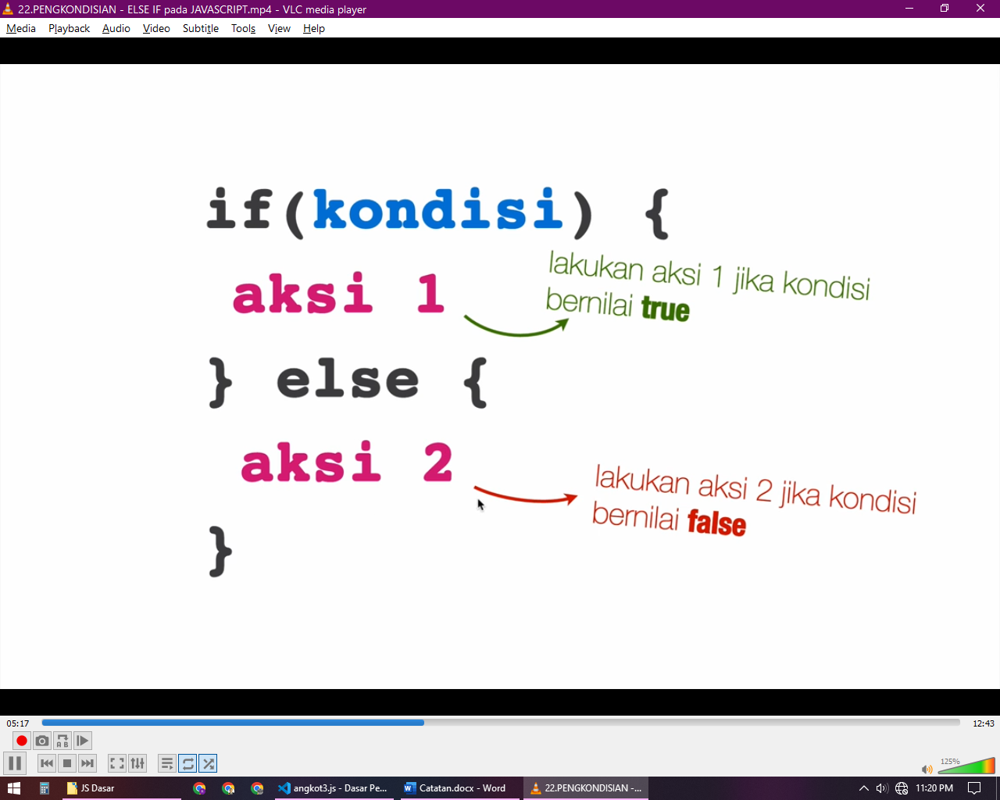 22.PENGKONDISIAN - ELSE IF pada JAVASCRIPT.mp4 - VLC media player
Media Playback Audio Video Subtitle Tools View Help
if(kondisi) {
aksi 1
lakukan aksi 1 jika kondisi
bernilai true
} else {
aksi 2
lakukan aksi 2 jika kondisi
bernilai false
}
05:17
12:43
A B
125%
JS Dasar
angkot3.js - Dasar Pe...
Catatan.docx - Word
22.PENGKONDISIAN -...
11:20 PM